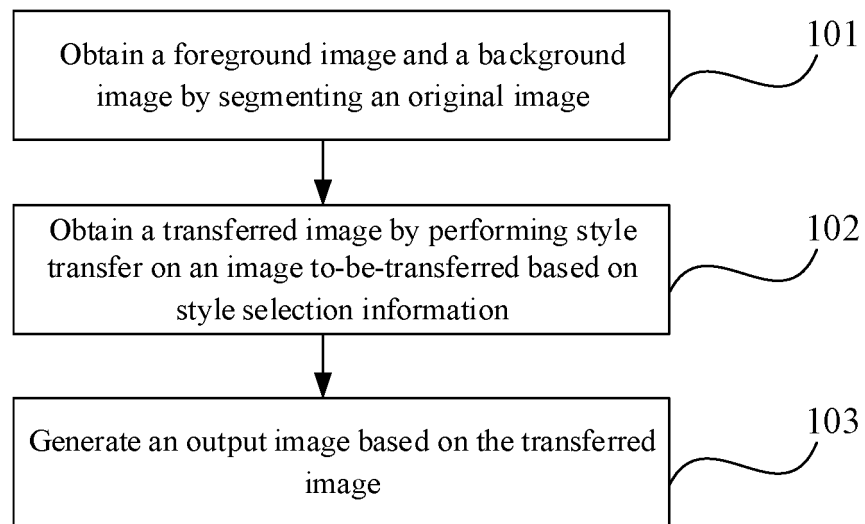 Obtain a foreground image and a background
image by segmenting an original image
101
Obtain a transferred image by performing style
transfer on an image to-be-transferred based on
style selection information
102
Generate an output image based on the transferred
image
103